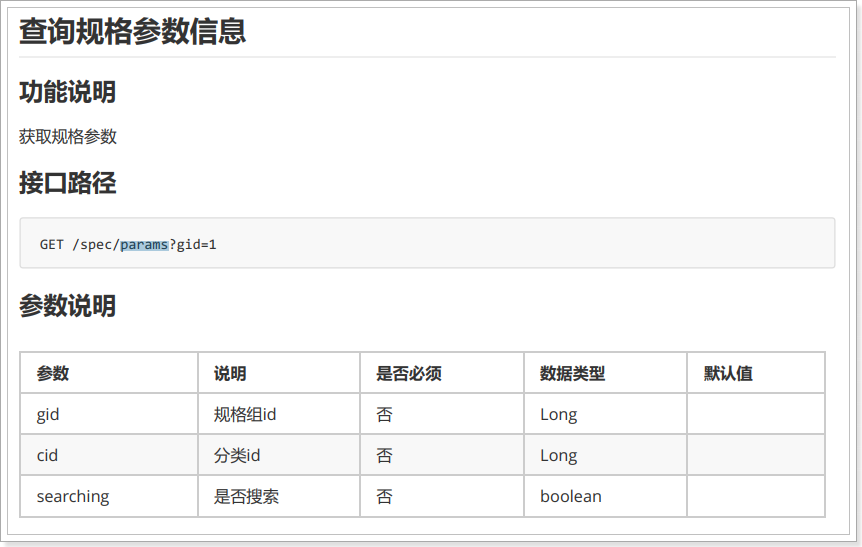 查询规格参数信息
功能说明
获取规格参数
接口路径
GET /spec/params?gid=1
参数说明
参数 说明 是否必须 数据类型 默认值
gid 规格组id 否 Long
cid 分类id 否 Long
searching 是否搜索 否 boolean